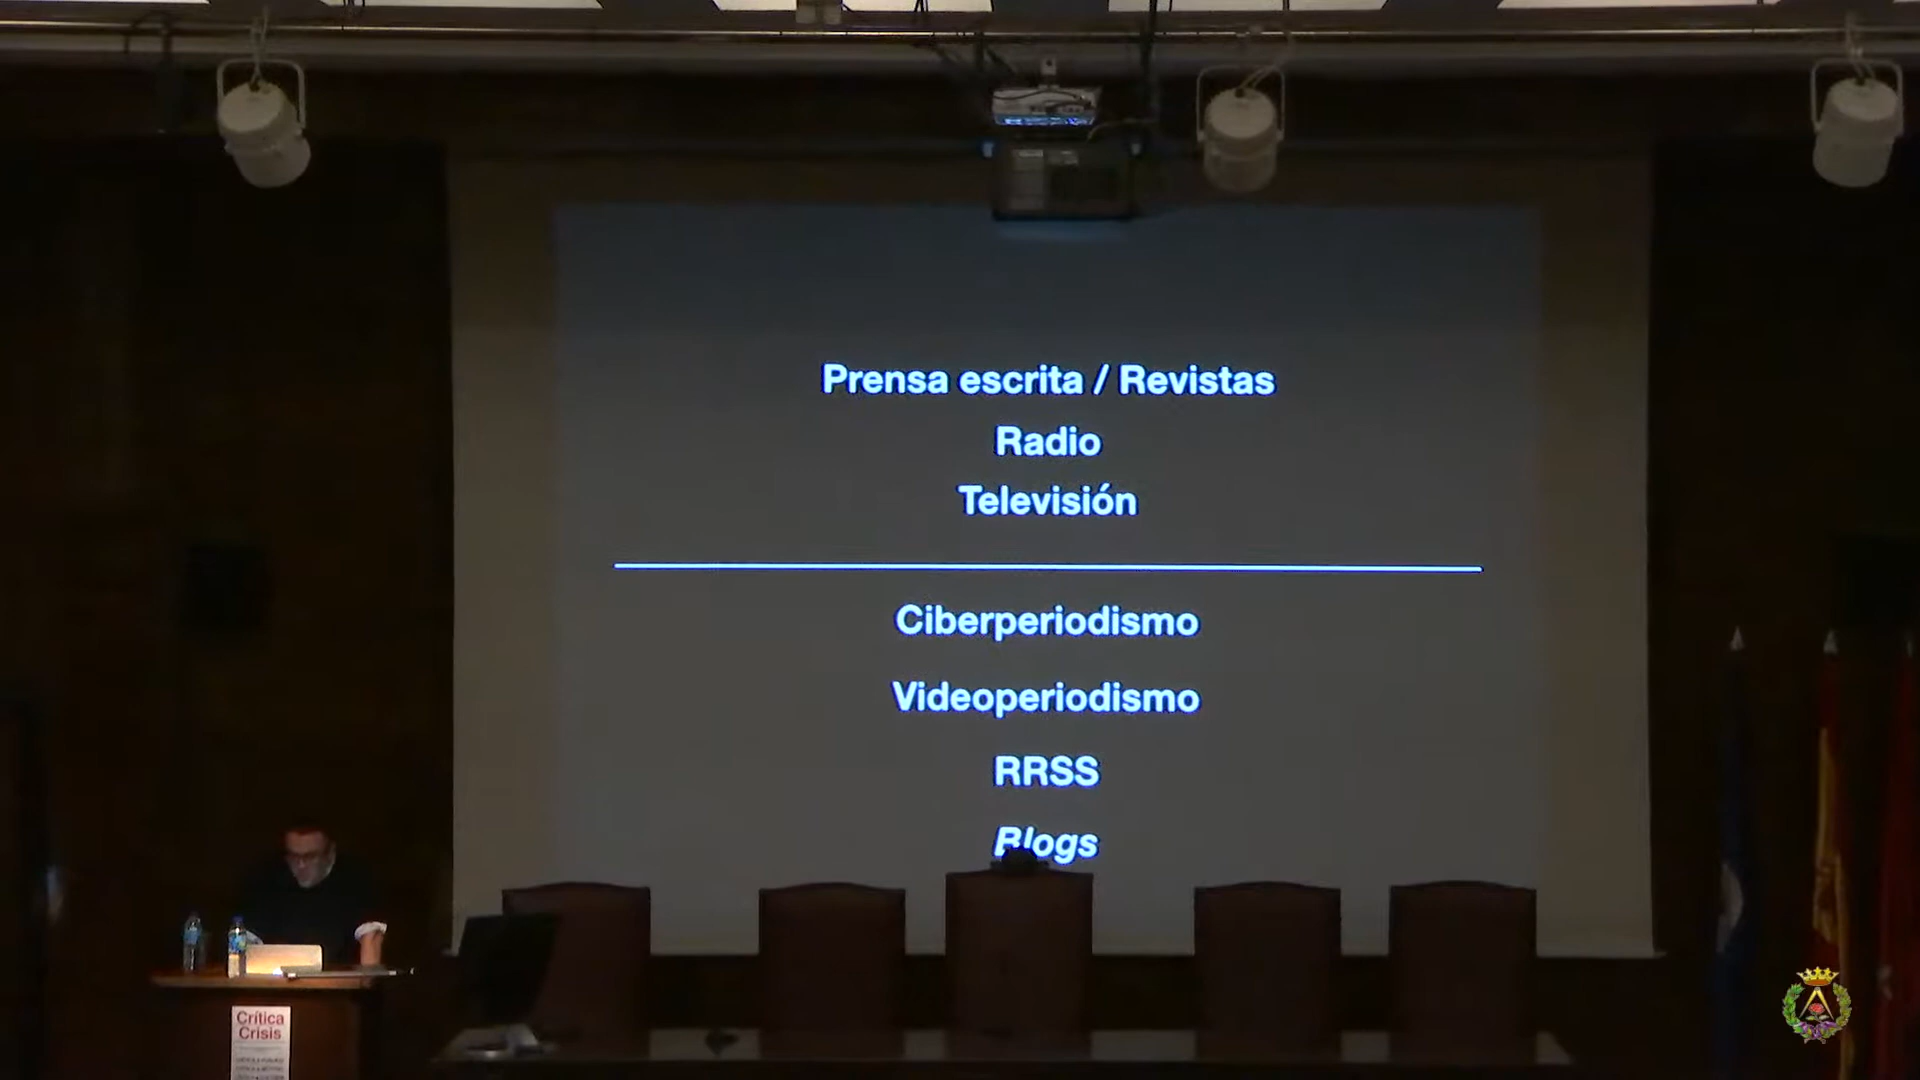 Prensa escrita / Revistas
Radio
Televisión
Ciberperiodismo
Videoperiodismo
RRSS
Blogs
Crítica
Crisis